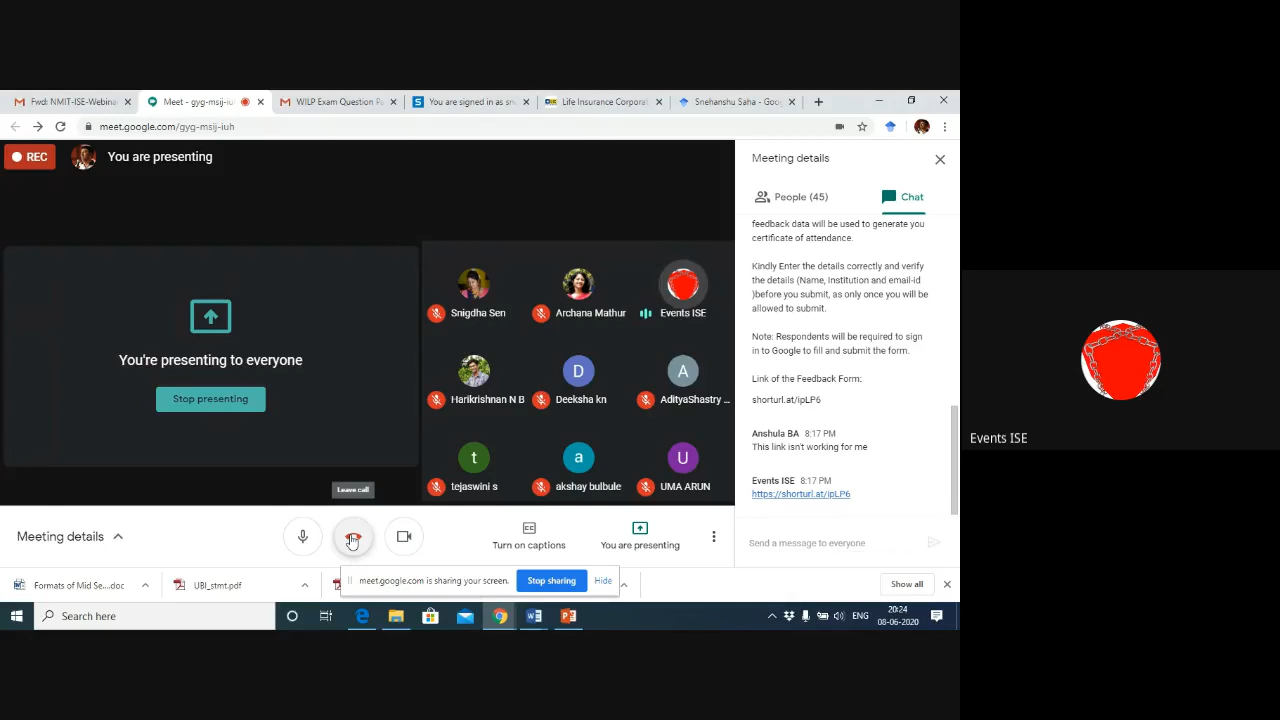 Fwd: NMIT-ISE-Webina
Meet - gyg-msij-iuh
WILP Exam Question Pa
You are signed in as sn
Life Insurance Corporat
Snehanshu Saha - Goo
meet.google.com/gyg-msij-iuh
REC
You are presenting
Meeting details
People (45)
Chat
feedback data will be used to generate you
certificate of attendance.
Kindly Enter the details correctly and verify
the details (Name, Institution and email-id
)before you submit, as only once you will be
allowed to submit.
Note: Respondents will be required to sign
in to Google to fill and submit the form.
Link of the Feedback Form:
shorturl.at/ipLP6
Anshula BA 8:17 PM
This link isn't working for me
Events ISE 8:17 PM
https://shorturl.at/ipLP6
Send a message to everyone
You're presenting to everyone
Stop presenting
Snigdha Sen
Archana Mathur
Events ISE
Harikrishnan N B
D
Deeksha kn
A
AdityaShastry ...
t
tejaswini s
a
akshay bulbule
U
UMA ARUN
Leave call
Meeting details
CC
Turn on captions
You are presenting
Formats of Mid Se....doc
UBI_stmt.pdf
meet.google.com is sharing your screen.
Stop sharing
Hide
Show all
Search here
ENG
20:24
08-06-2020
Events ISE